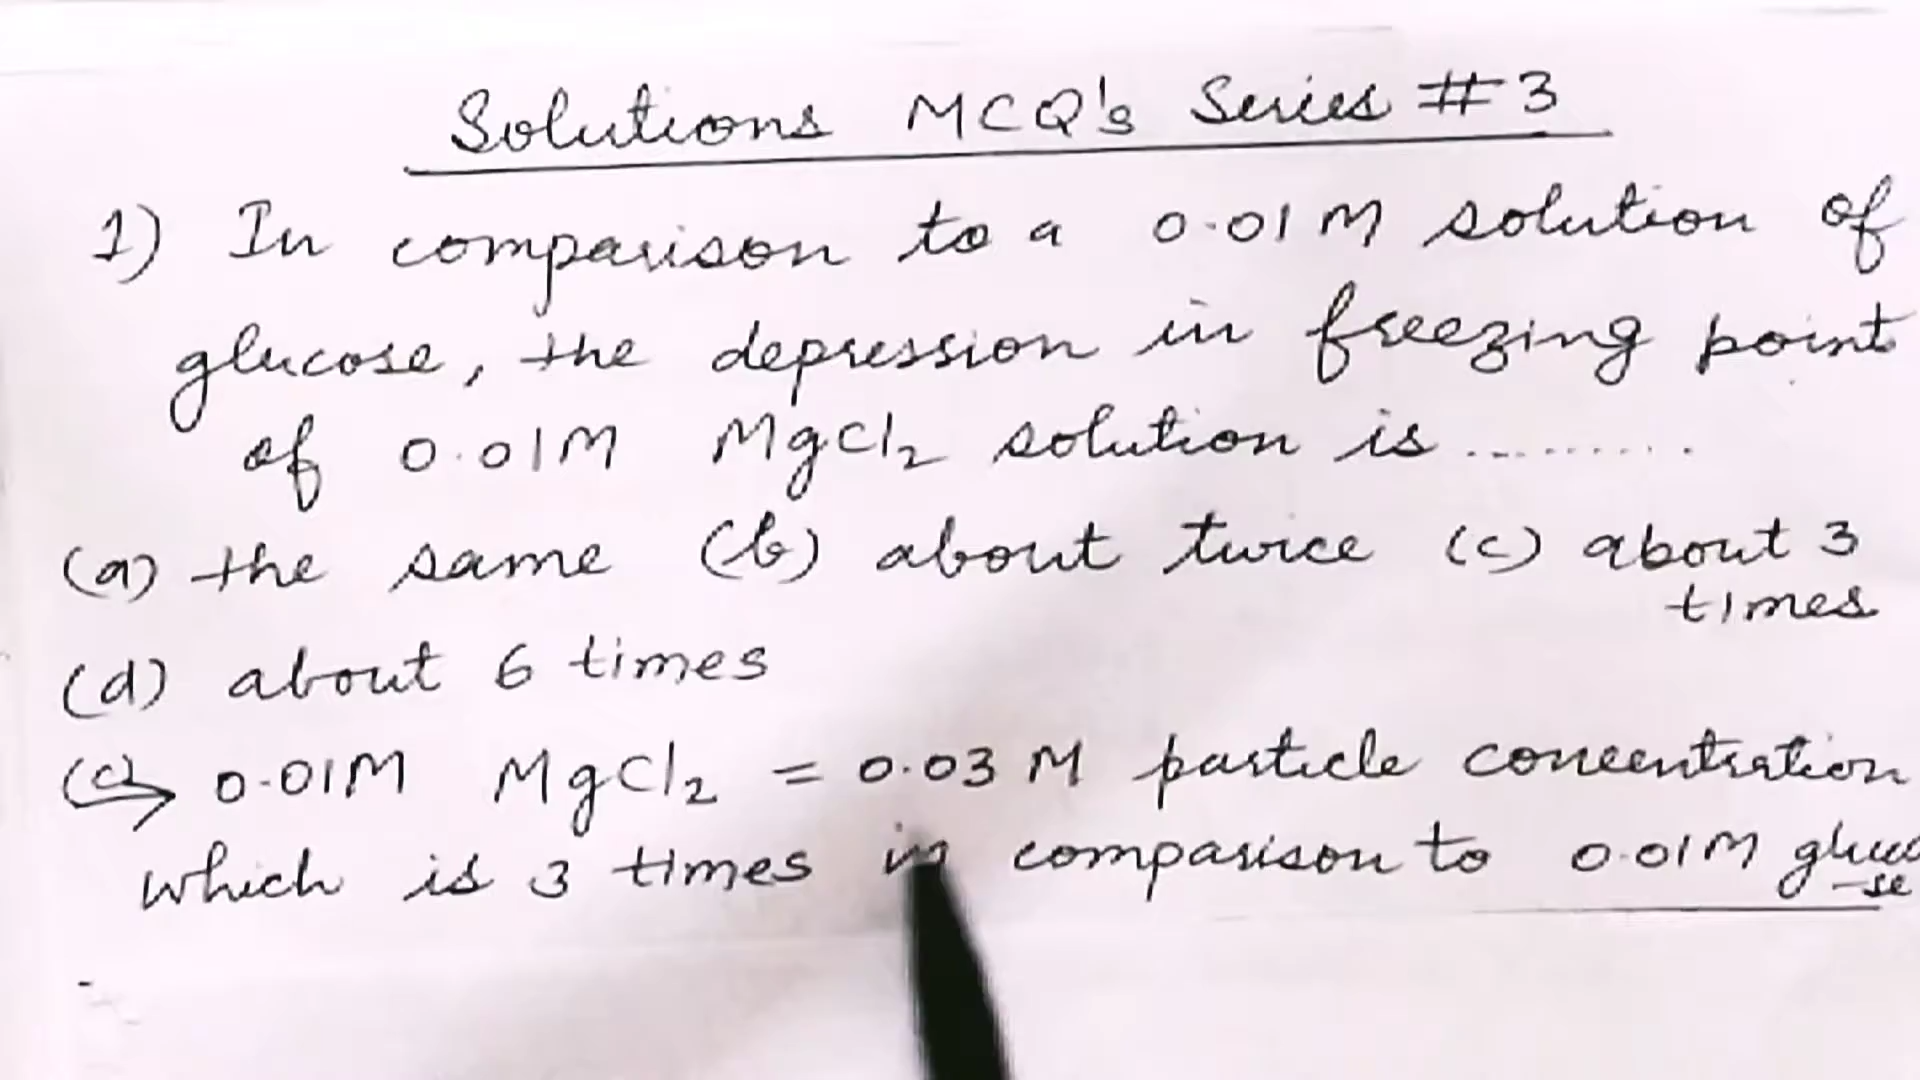 Solutions MCQ's Series #3
1) In comparison to a 0.01M solution of
glucose, the depression in freezing point
of 0.01M MgCl₂ solution is .........
(a) the same (b) about twice (c) about 3
times
(d) about 6 times
(c) → 0.01M MgCl₂ = 0.03 M particle concentration
which is 3 times in comparison to 0.01M gluco
-se